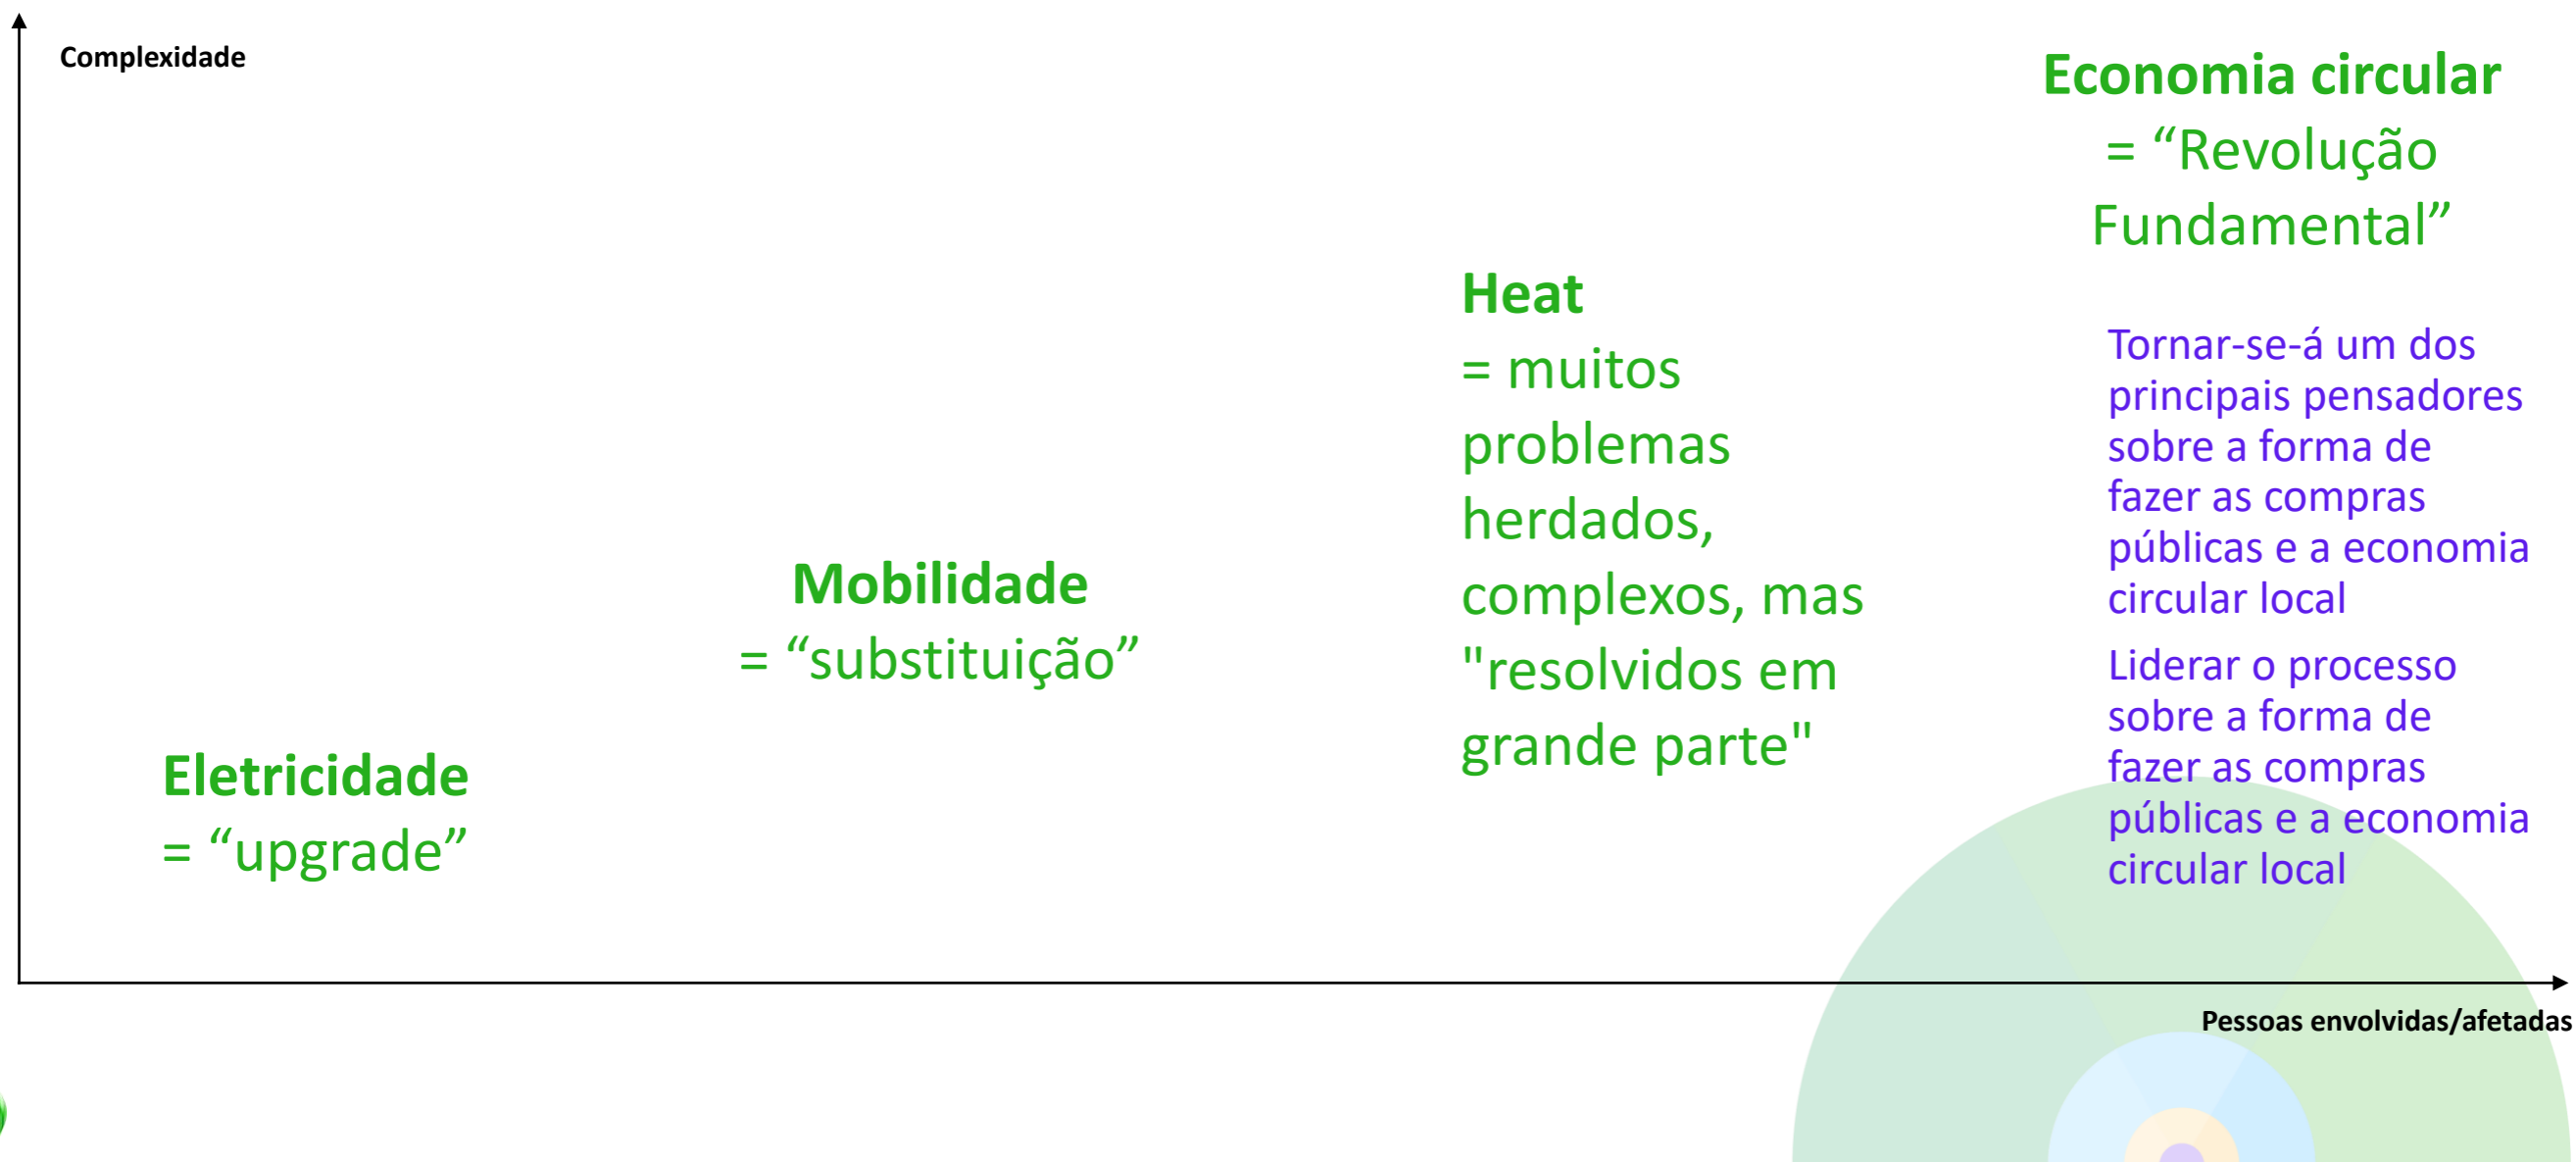 Complexidade
Economia circular
= “Revolução
Fundamental”
Heat
= muitos
problemas
herdados,
complexos, mas
"resolvidos em
grande parte"
Tornar-se-á um dos
principais pensadores
sobre a forma de
fazer as compras
públicas e a economia
circular local
Liderar o processo
sobre a forma de
fazer as compras
públicas e a economia
circular local
Mobilidade
= “substituição”
Eletricidade
= “upgrade”
Pessoas envolvidas/afetadas